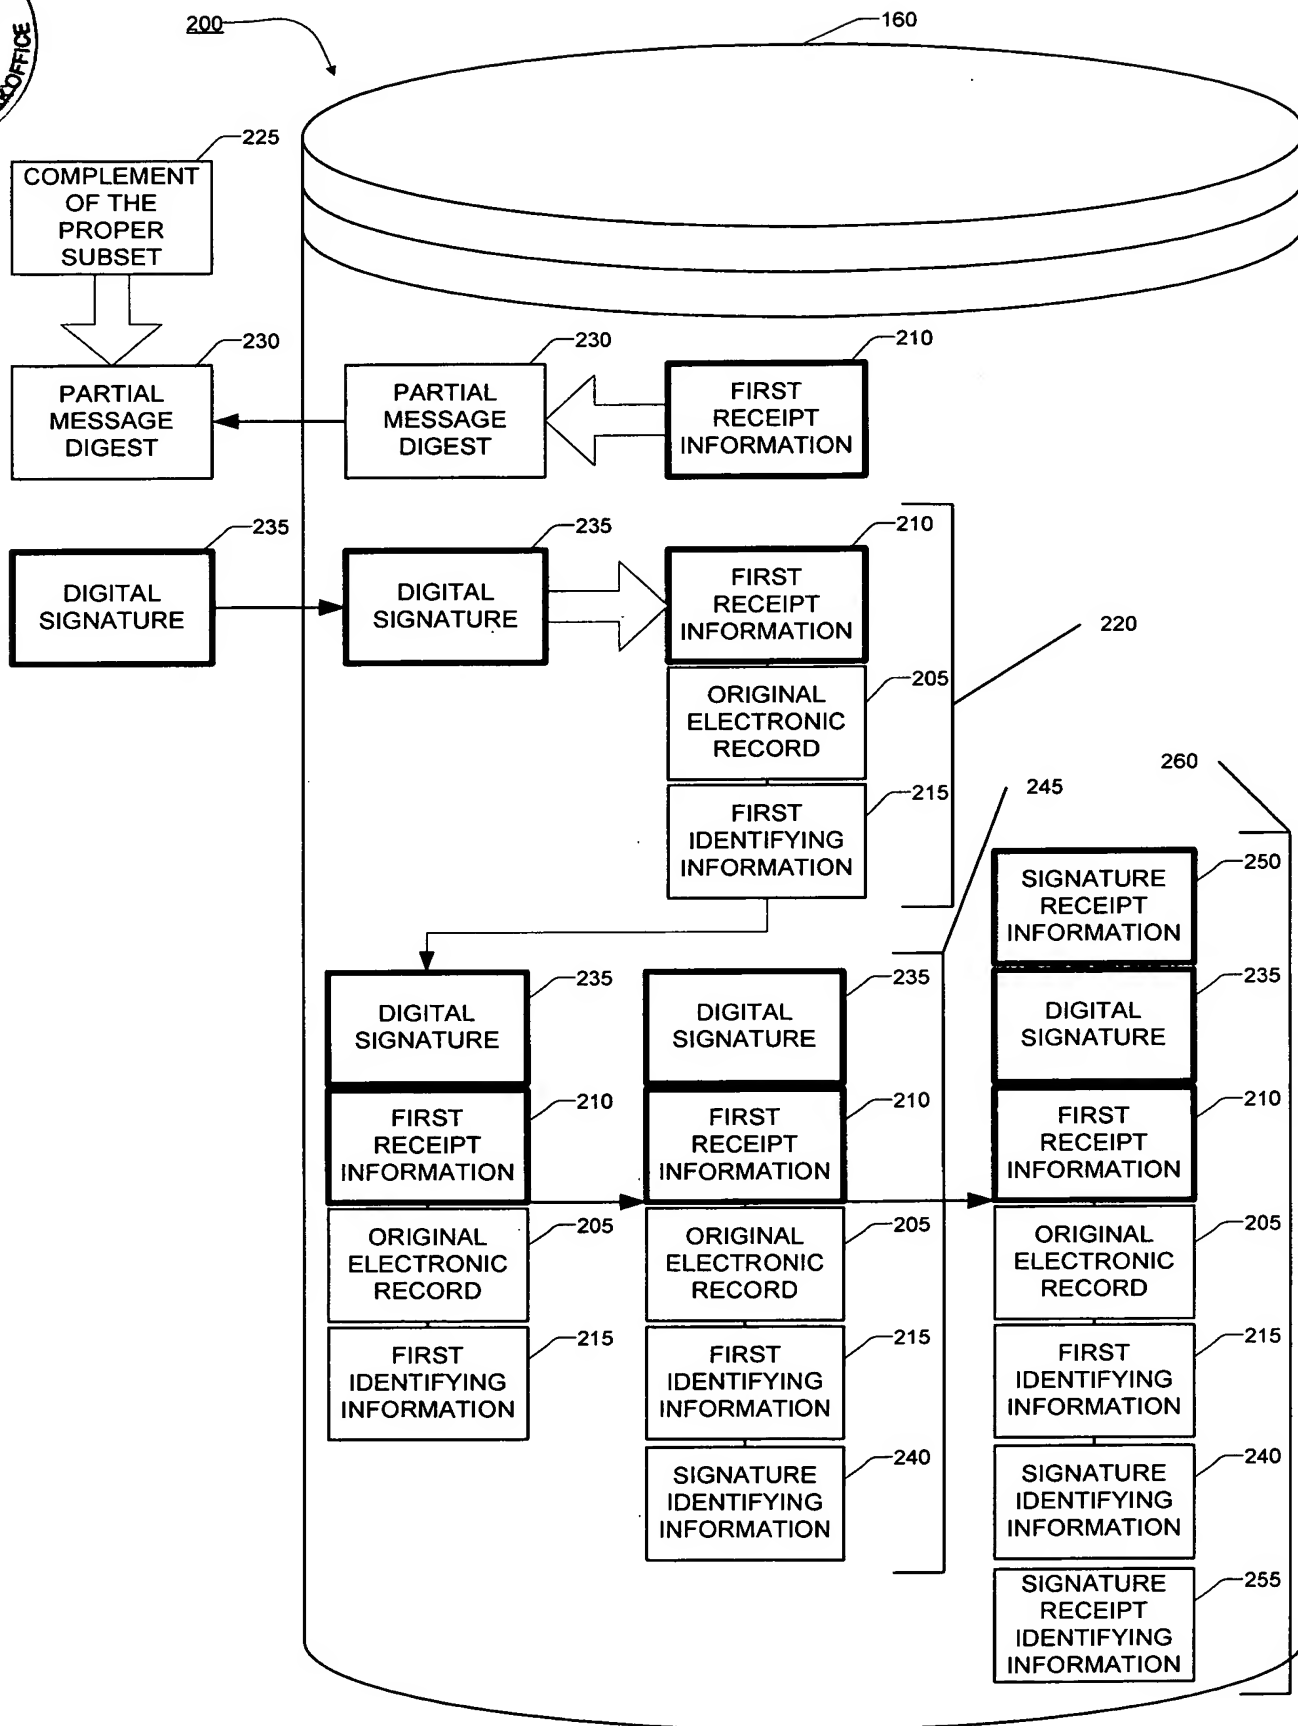 OFFICE
200
160
225
COMPLEMENT
OF THE
PROPER
SUBSET
230
230
210
PARTIAL
MESSAGE
DIGEST
PARTIAL
MESSAGE
DIGEST
FIRST
RECEIPT
INFORMATION
235
235
210
DIGITAL
SIGNATURE
DIGITAL
SIGNATURE
FIRST
RECEIPT
INFORMATION
220
205
ORIGINAL
ELECTRONIC
RECORD
260
215
245
FIRST
IDENTIFYING
INFORMATION
250
SIGNATURE
RECEIPT
INFORMATION
235
DIGITAL
SIGNATURE
235
DIGITAL
SIGNATURE
235
DIGITAL
SIGNATURE
210
FIRST
RECEIPT
INFORMATION
210
FIRST
RECEIPT
INFORMATION
210
FIRST
RECEIPT
INFORMATION
205
ORIGINAL
ELECTRONIC
RECORD
205
ORIGINAL
ELECTRONIC
RECORD
205
ORIGINAL
ELECTRONIC
RECORD
215
FIRST
IDENTIFYING
INFORMATION
215
FIRST
IDENTIFYING
INFORMATION
215
FIRST
IDENTIFYING
INFORMATION
240
SIGNATURE
IDENTIFYING
INFORMATION
240
SIGNATURE
IDENTIFYING
INFORMATION
255
SIGNATURE
RECEIPT
IDENTIFYING
INFORMATION